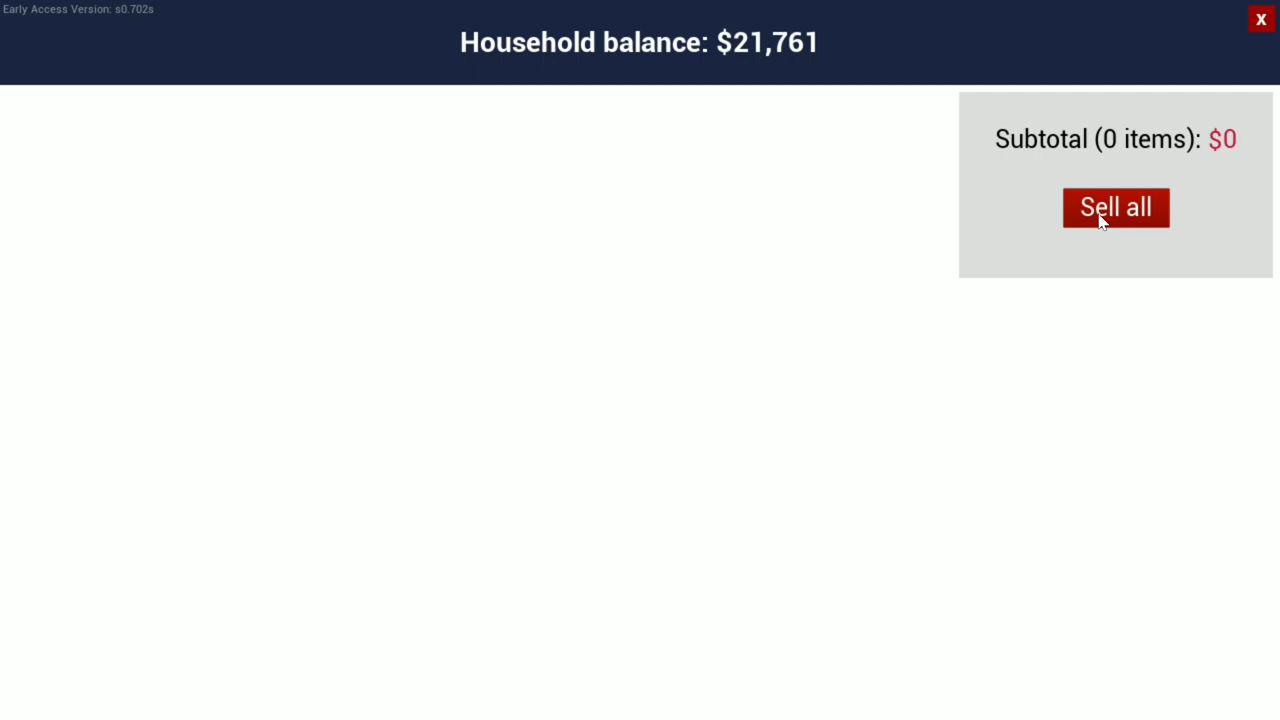 Early Access Version: s0.702s
X
Household balance: $21,761
Subtotal (0 items): $0
Sell all